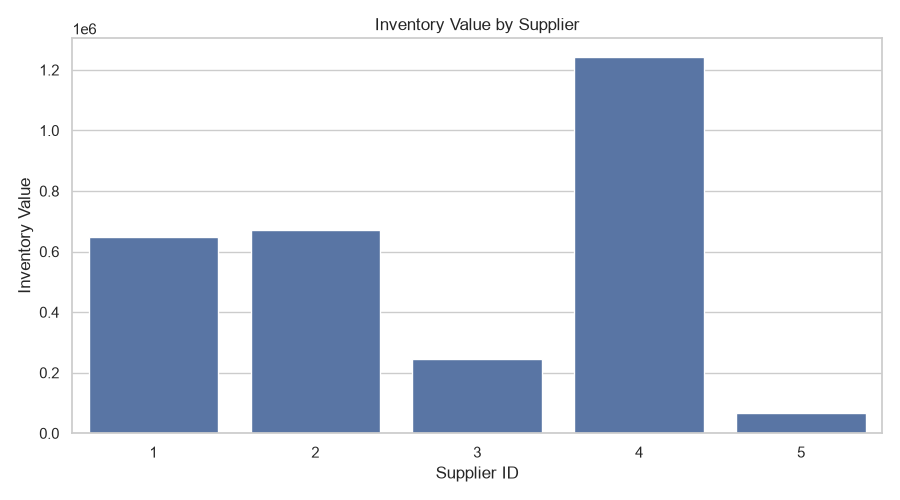 Inventory Value by Supplier
1e6
1.2
1.0
0.8
0.6
0.4
0.2
0.0
Inventory Value
1 2 3 4 5
Supplier ID